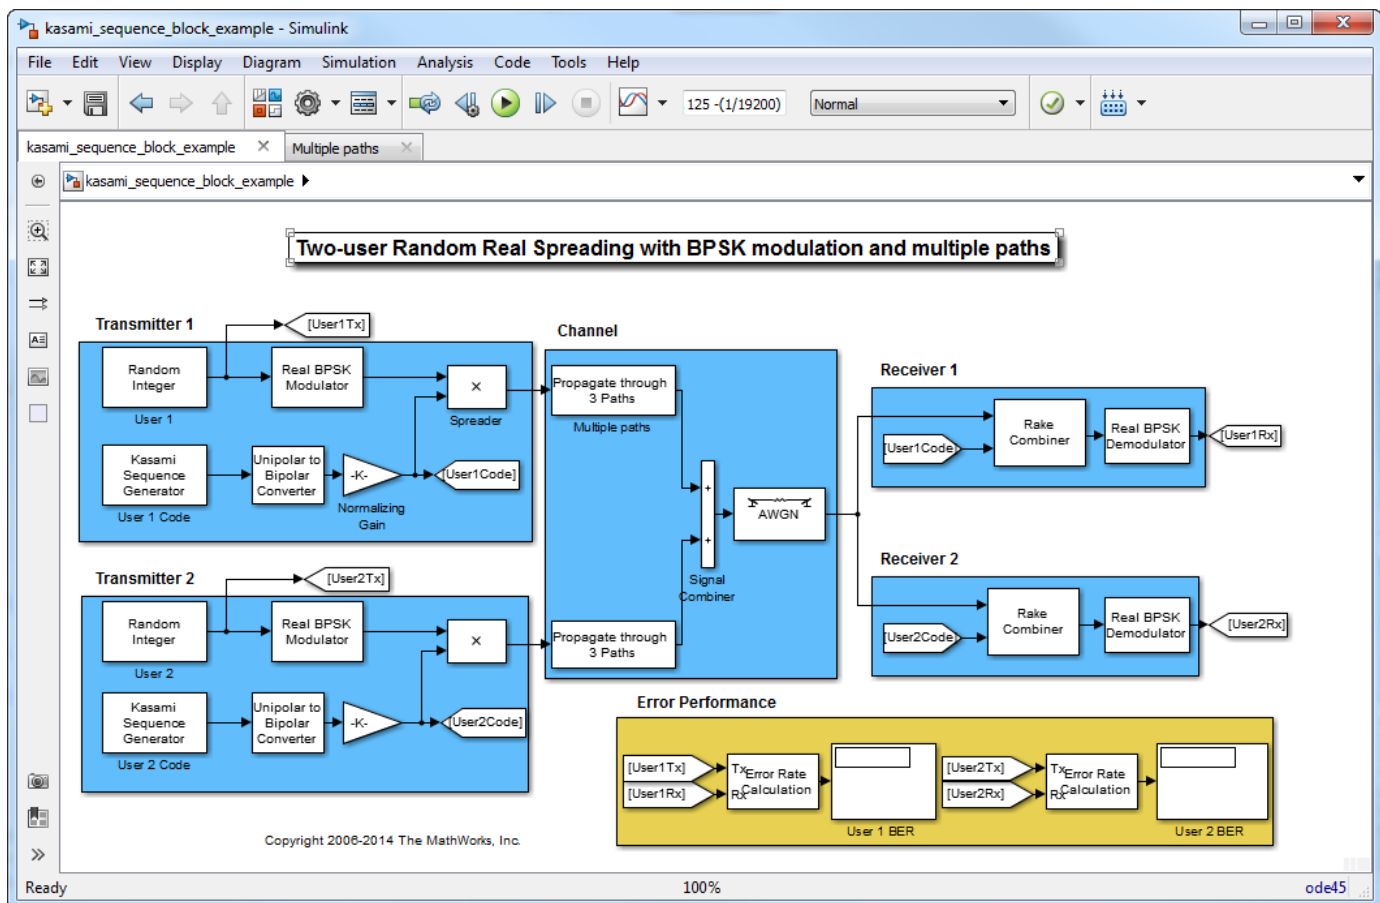 kasami_sequence_block_example - Simulink
File Edit View Display Diagram Simulation Analysis Code Tools Help
125 -(1/19200) Normal
kasami_sequence_block_example Multiple paths
kasami_sequence_block_example
Two-user Random Real Spreading with BPSK modulation and multiple paths
Transmitter 1
[User1Tx]
Random
Integer
User 1
Real BPSK
Modulator
×
Spreader
Kasami
Sequence
Generator
User 1 Code
Unipolar to
Bipolar
Converter
-K-
Normalizing
Gain
[User1Code]
Transmitter 2
[User2Tx]
Random
Integer
User 2
Real BPSK
Modulator
×
Kasami
Sequence
Generator
User 2 Code
Unipolar to
Bipolar
Converter
-K-
[User2Code]
Channel
Propagate through
3 Paths
Multiple paths
+
+
Signal
Combiner
AWGN
Propagate through
3 Paths
Receiver 1
[User1Code]
Rake
Combiner
Real BPSK
Demodulator
[User1Rx]
Receiver 2
[User2Code]
Rake
Combiner
Real BPSK
Demodulator
[User2Rx]
Error Performance
[User1Tx]
[User1Rx]
Tx
Rx
Error Rate
Calculation
User 1 BER
[User2Tx]
[User2Rx]
Tx
Rx
Error Rate
Calculation
User 2 BER
Copyright 2006-2014 The MathWorks, Inc.
Ready 100% ode45